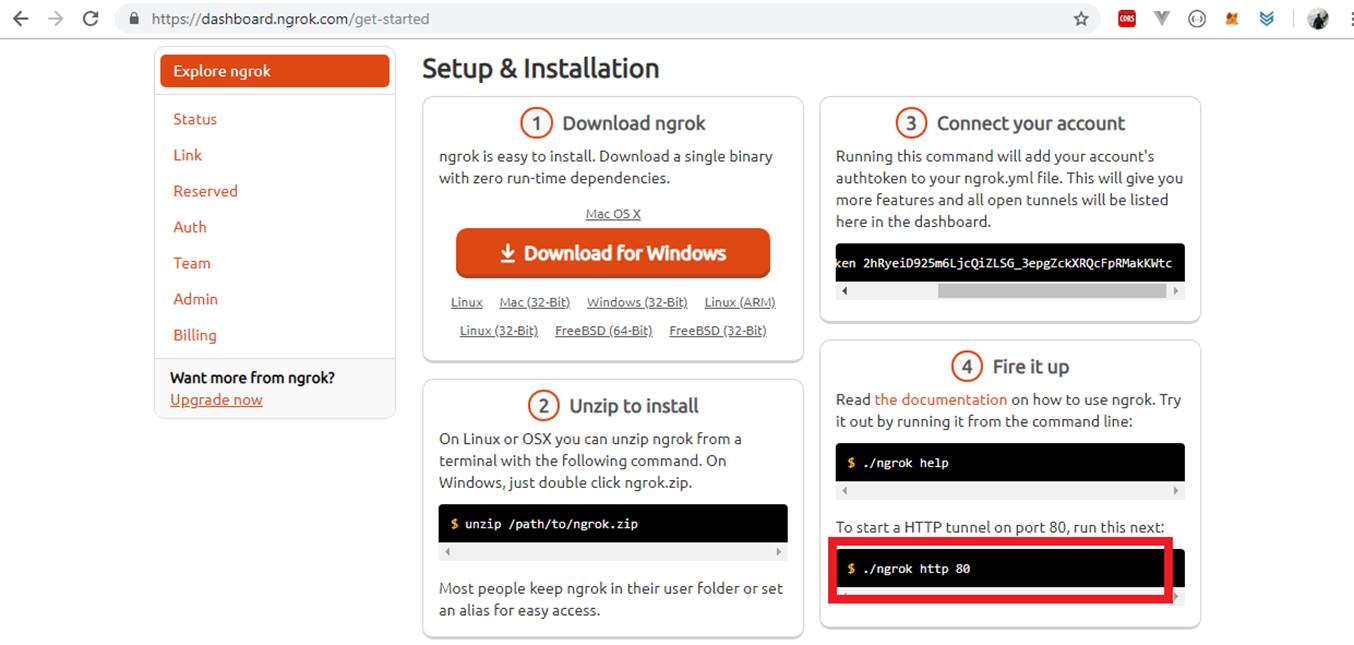 https://dashboard.ngrok.com/get-started
CORS
Explore ngrok
Status
Link
Reserved
Auth
Team
Admin
Billing
Want more from ngrok?
Upgrade now
Setup & Installation
1 Download ngrok
ngrok is easy to install. Download a single binary
with zero run-time dependencies.
Mac OS X
Download for Windows
Linux Mac (32-Bit) Windows (32-Bit) Linux (ARM)
Linux (32-Bit) FreeBSD (64-Bit) FreeBSD (32-Bit)
2 Unzip to install
On Linux or OSX you can unzip ngrok from a
terminal with the following command. On
Windows, just double click ngrok.zip.
$ unzip /path/to/ngrok.zip
Most people keep ngrok in their user folder or set
an alias for easy access.
3 Connect your account
Running this command will add your account's
authtoken to your ngrok.yml file. This will give you
more features and all open tunnels will be listed
here in the dashboard.
ken 2hRyeiD925m6LjcQiZLSG_3epgZckXRQcFpRMakKWtc
4 Fire it up
Read the documentation on how to use ngrok. Try
it out by running it from the command line:
$ ./ngrok help
To start a HTTP tunnel on port 80, run this next:
$ ./ngrok http 80